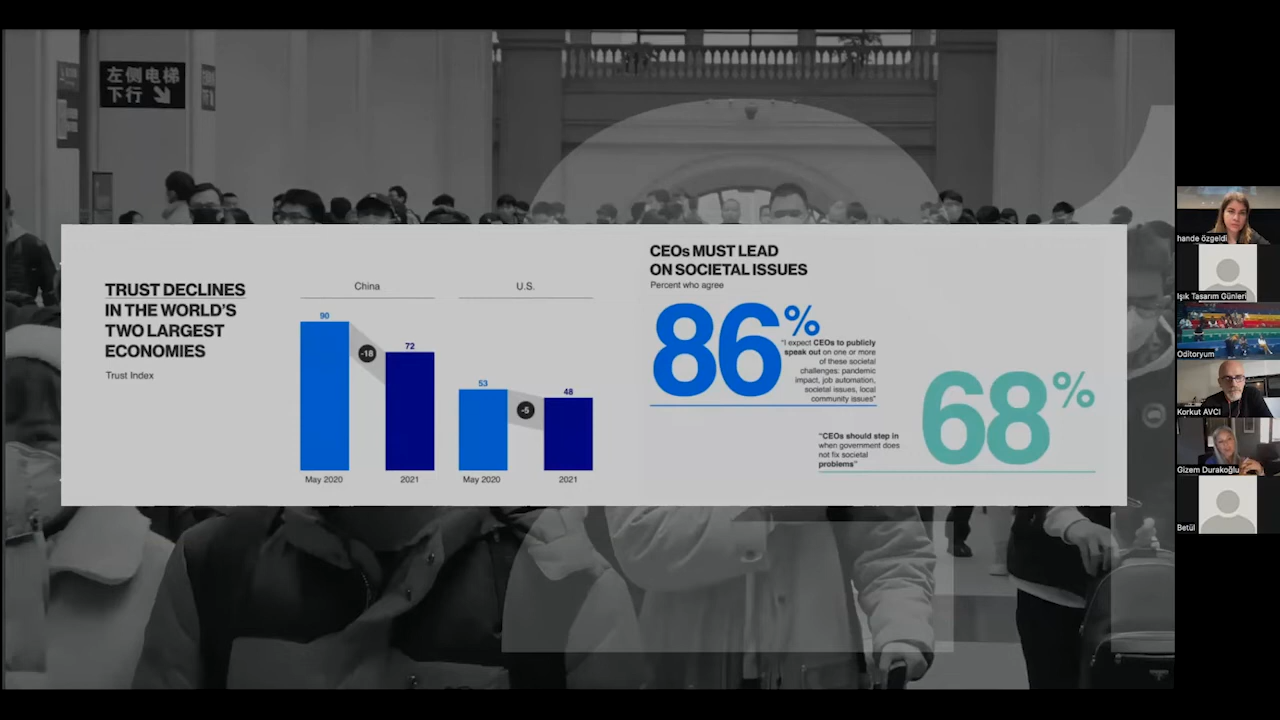 左侧电梯
下行
TRUST DECLINES
IN THE WORLD'S
TWO LARGEST
ECONOMIES
Trust Index
China
90
-18
72
May 2020
2021
U.S.
53
-5
48
May 2020
2021
CEOs MUST LEAD
ON SOCIETAL ISSUES
Percent who agree
86%
"I expect CEOs to publicly
speak out on one or more
of these societal
challenges: pandemic
impact, job automation,
societal issues, local
community issues"
68%
"CEOs should step in
when government does
not fix societal
problems"
hande özgeldi
Işık Tasarım Günleri
Oditoryum
Korkut AVCI
Gizem Durakoğlu
Betül